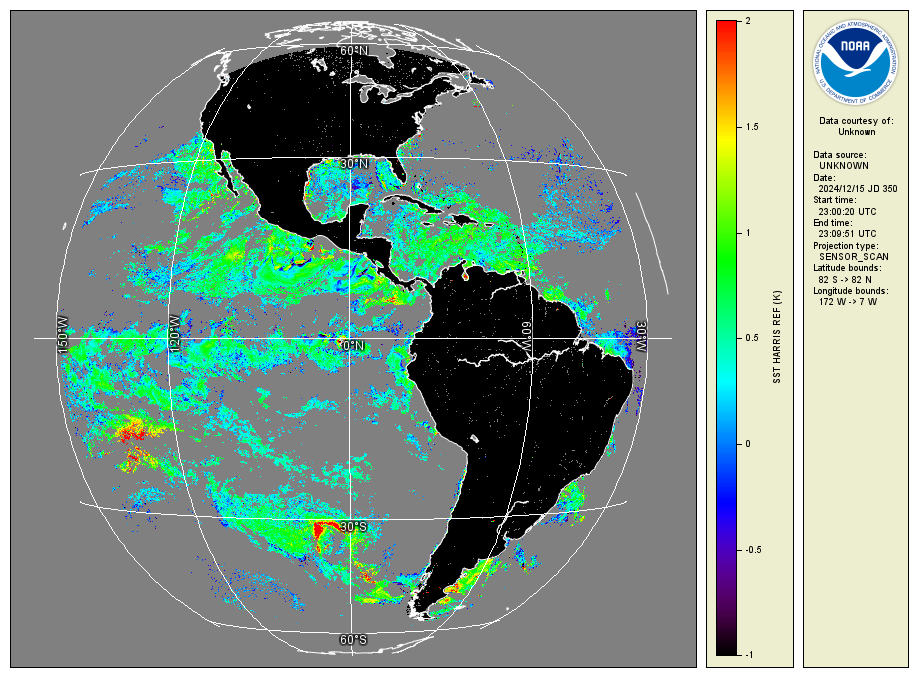 60°N
30°N
150°W
120°W
0°N
60°W
30°W
30°S
60°S
2
1.5
1
0.5
0
-0.5
-1
SST HARRIS REF (K)
NATIONAL OCEANIC AND ATMOSPHERIC ADMINISTRATION
NOAA
U.S. DEPARTMENT OF COMMERCE
Data courtesy of:
Unknown
Data source:
UNKNOWN
Date:
2024/12/15 JD 350
Start time:
23:00:20 UTC
End time:
23:09:51 UTC
Projection type:
SENSOR_SCAN
Latitude bounds:
82 S -> 82 N
Longitude bounds:
172 W -> 7 W